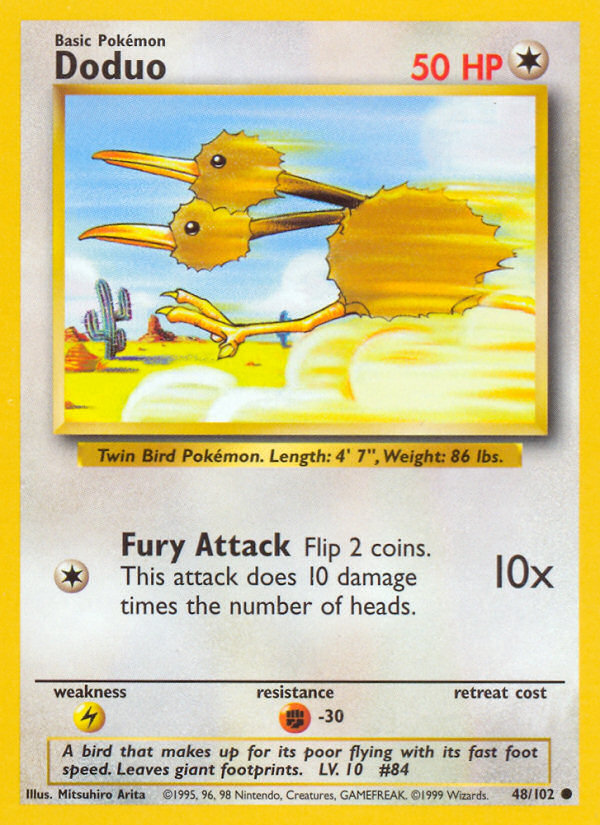 Basic Pokémon
Doduo
50 HP
Twin Bird Pokémon. Length: 4' 7", Weight: 86 lbs.
Fury Attack Flip 2 coins.
This attack does 10 damage
times the number of heads.
10x
weakness resistance retreat cost
-30
A bird that makes up for its poor flying with its fast foot
speed. Leaves giant footprints. LV. 10 #84
Illus. Mitsuhiro Arita ©1995, 96, 98 Nintendo, Creatures, GAMEFREAK. ©1999 Wizards. 48/102